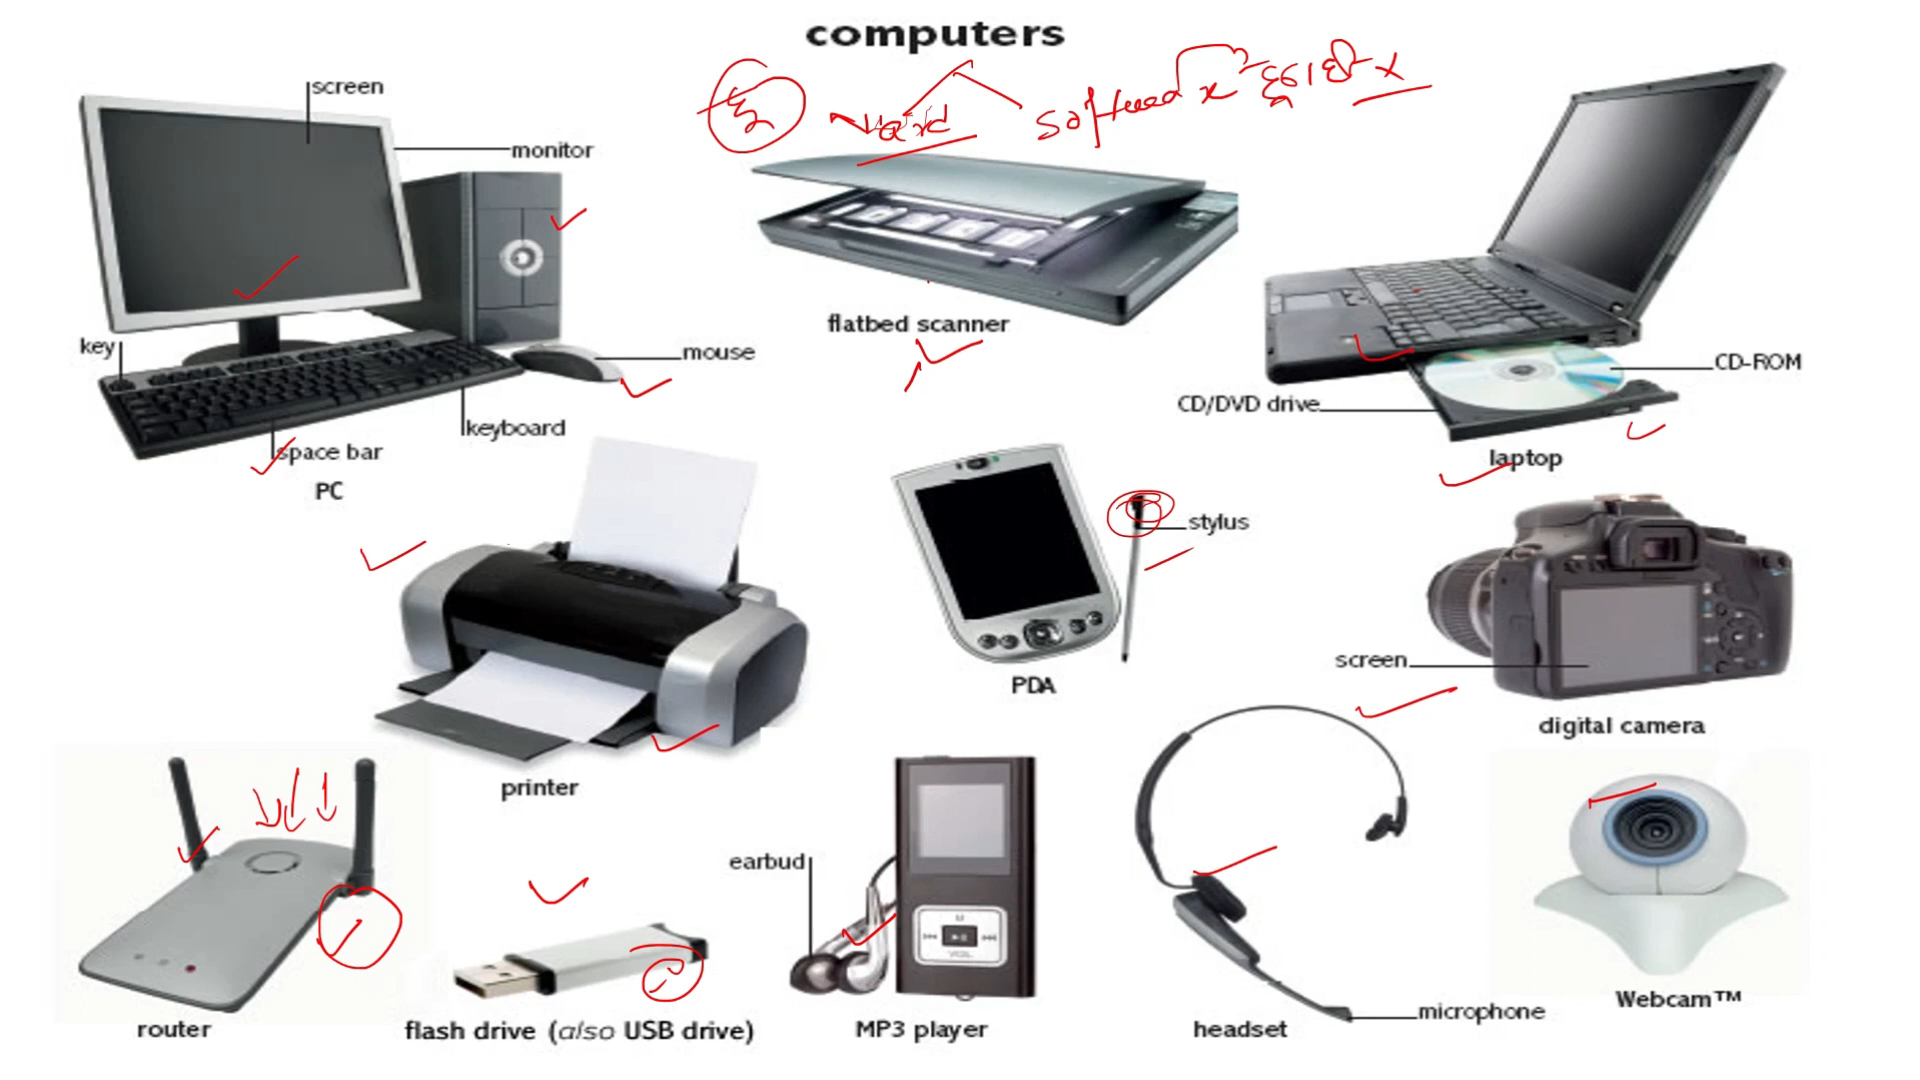 computers
screen
monitor
key
mouse
keyboard
space bar
PC
flatbed scanner
CD-ROM
CD/DVD drive
laptop
stylus
PDA
screen
digital camera
printer
router
flash drive (also USB drive)
earbud
VOL
MP3 player
microphone
headset
Webcam™